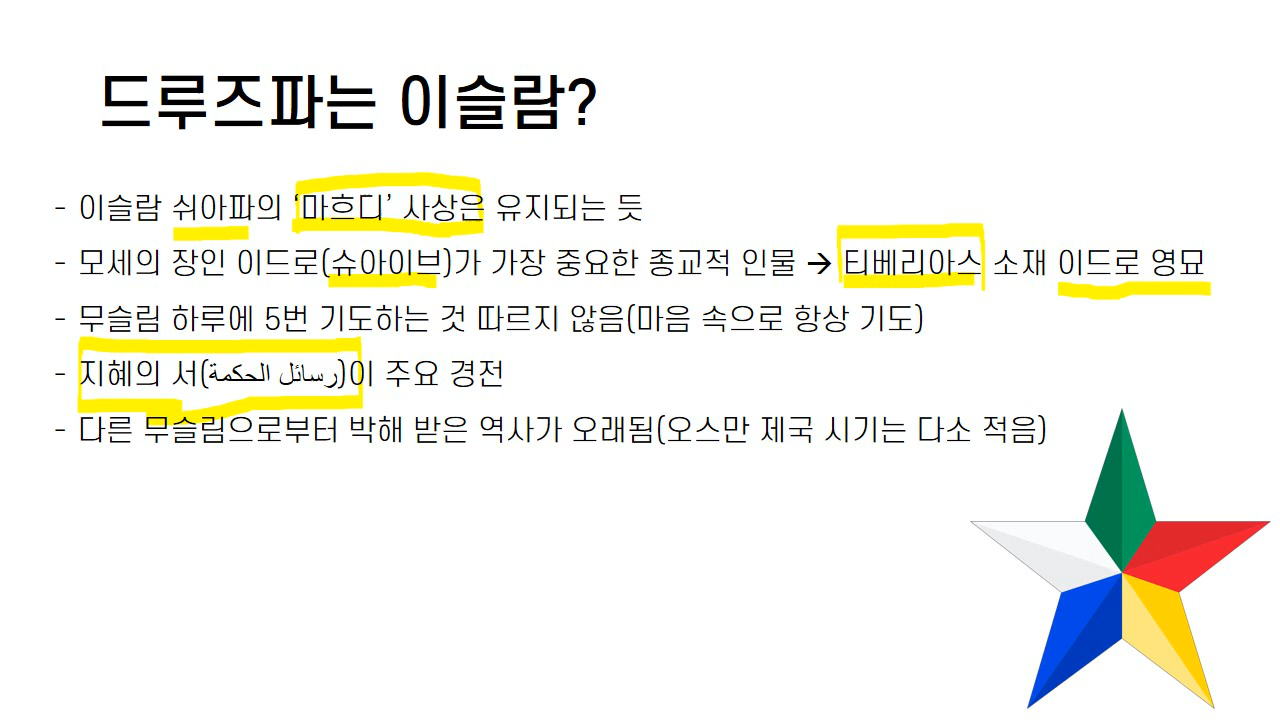 드루즈파는 이슬람?
- 이슬람 쉬아파의 ‘마흐디’ 사상은 유지되는 듯
- 모세의 장인 이드로(슈아이브)가 가장 중요한 종교적 인물 → 티베리아스 소재 이드로 영묘
- 무슬림 하루에 5번 기도하는 것 따르지 않음(마음 속으로 항상 기도)
- 지혜의 서(رسائل الحكمة)이 주요 경전
- 다른 무슬림으로부터 박해 받은 역사가 오래됨(오스만 제국 시기는 다소 적음)